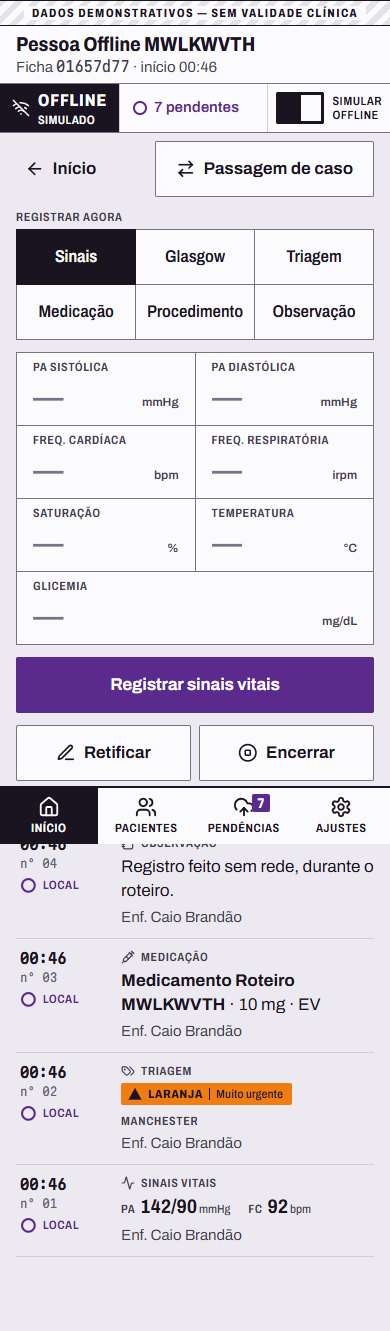 DADOS DEMONSTRATIVOS — SEM VALIDADE CLÍNICA
Pessoa Offline MWLKWVTH
Ficha 01657d77 · início 00:46
OFFLINE
SIMULADO
7 pendentes
SIMULAR
OFFLINE
Início
Passagem de caso
REGISTRAR AGORA
Sinais
Glasgow
Triagem
Medicação
Procedimento
Observação
PA SISTÓLICA
PA DIASTÓLICA
— mmHg
— mmHg
FREQ. CARDÍACA
FREQ. RESPIRATÓRIA
— bpm
— irpm
SATURAÇÃO
TEMPERATURA
— %
— °C
GLICEMIA
— mg/dL
Registrar sinais vitais
Retificar
Encerrar
INÍCIO
PACIENTES
7
PENDÊNCIAS
AJUSTES
00:46
OBSERVAÇÃO
n° 04
LOCAL
Registro feito sem rede, durante o
roteiro.
Enf. Caio Brandão
00:46
n° 03
LOCAL
MEDICAÇÃO
Medicamento Roteiro
MWLKWVTH · 10 mg · EV
Enf. Caio Brandão
00:46
n° 02
LOCAL
TRIAGEM
LARANJA | Muito urgente
MANCHESTER
Enf. Caio Brandão
00:46
n° 01
LOCAL
SINAIS VITAIS
PA 142/90 mmHg FC 92 bpm
Enf. Caio Brandão